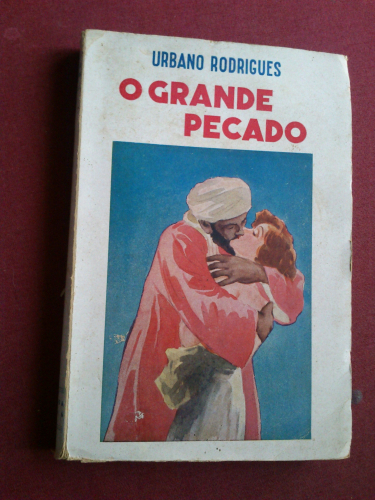 URBANO RODRIGUES
O GRANDE
PECADO